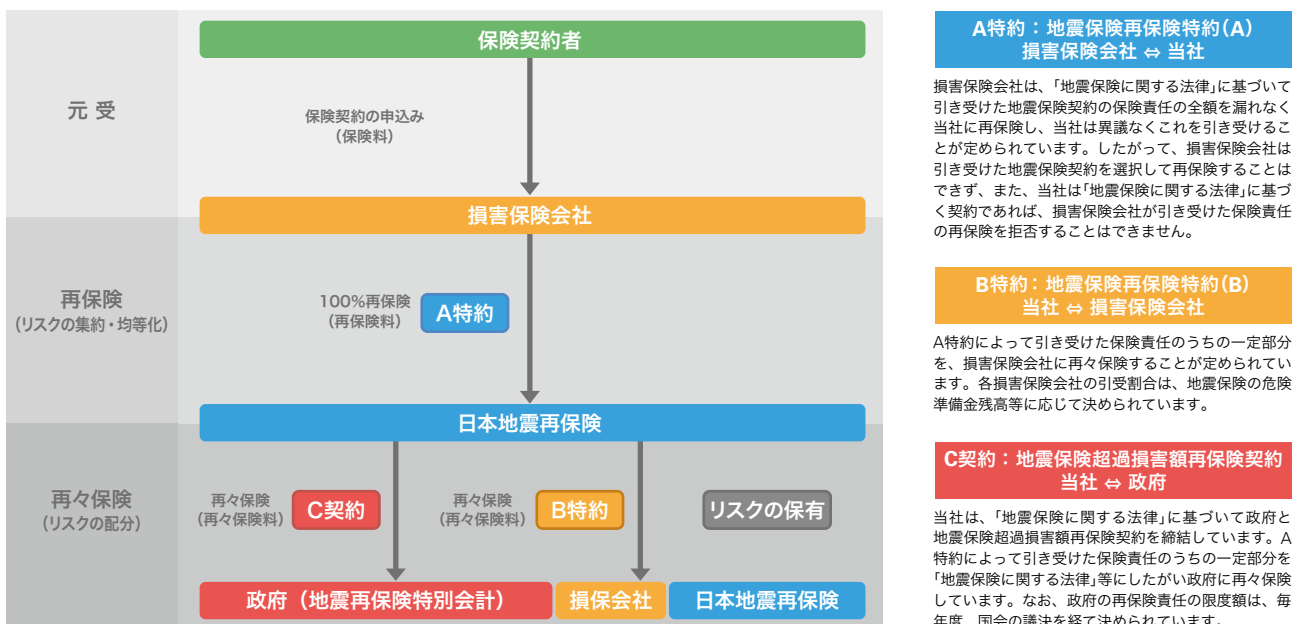 保険契約者
元 受
保険契約の申込み
（保険料）
損害保険会社
再保険
（リスクの集約・均等化）
100%再保険
（再保険料）
A特約
日本地震再保険
再々保険
（リスクの配分）
再々保険
（再々保険料）
C契約
再々保険
（再々保険料）
B特約
リスクの保有
政府（地震再保険特別会計）
損保会社
日本地震再保険
A特約：地震保険再保険特約(A)
損害保険会社 ⇔ 当社
損害保険会社は、「地震保険に関する法律」に基づいて
引き受けた地震保険契約の保険責任の全額を漏れなく
当社に再保険し、当社は異議なくこれを引き受けるこ
とが定められています。したがって、損害保険会社は
引き受けた地震保険契約を選択して再保険することは
できず、また、当社は「地震保険に関する法律」に基づ
く契約であれば、損害保険会社が引き受けた保険責任
の再保険を拒否することはできません。
B特約：地震保険再保険特約(B)
当社 ⇔ 損害保険会社
A特約によって引き受けた保険責任のうちの一定部分
を、損害保険会社に再々保険することが定められてい
ます。各損害保険会社の引受割合は、地震保険の危険
準備金残高等に応じて決められています。
C契約：地震保険超過損害額再保険契約
当社 ⇔ 政府
当社は、「地震保険に関する法律」に基づいて政府と
地震保険超過損害額再保険契約を締結しています。A
特約によって引き受けた保険責任のうちの一定部分を
「地震保険に関する法律」等にしたがい政府に再々保険
しています。なお、政府の再保険責任の限度額は、毎
年度、国会の議決を経て決められています。